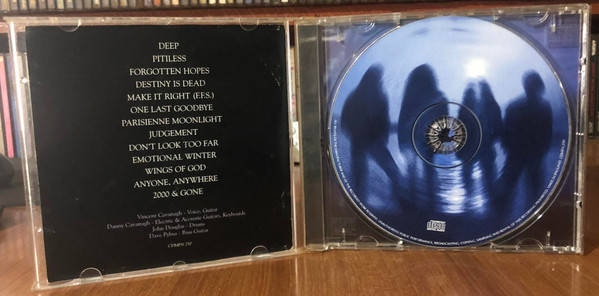 DEEP
PITILESS
FORGOTTEN HOPES
DESTINY IS DEAD
MAKE IT RIGHT (F.F.S.)
ONE LAST GOODBYE
PARISIENNE MOONLIGHT
JUDGEMENT
DON'T LOOK TOO FAR
EMOTIONAL WINTER
WINGS OF GOD
ANYONE, ANYWHERE
2000 & GONE
Vincent Cavanagh - Voice, Guitar
Danny Cavanagh - Electric & Acoustic Guitars, Keyboards
John Douglas - Drums
Dave Pybus - Bass Guitar